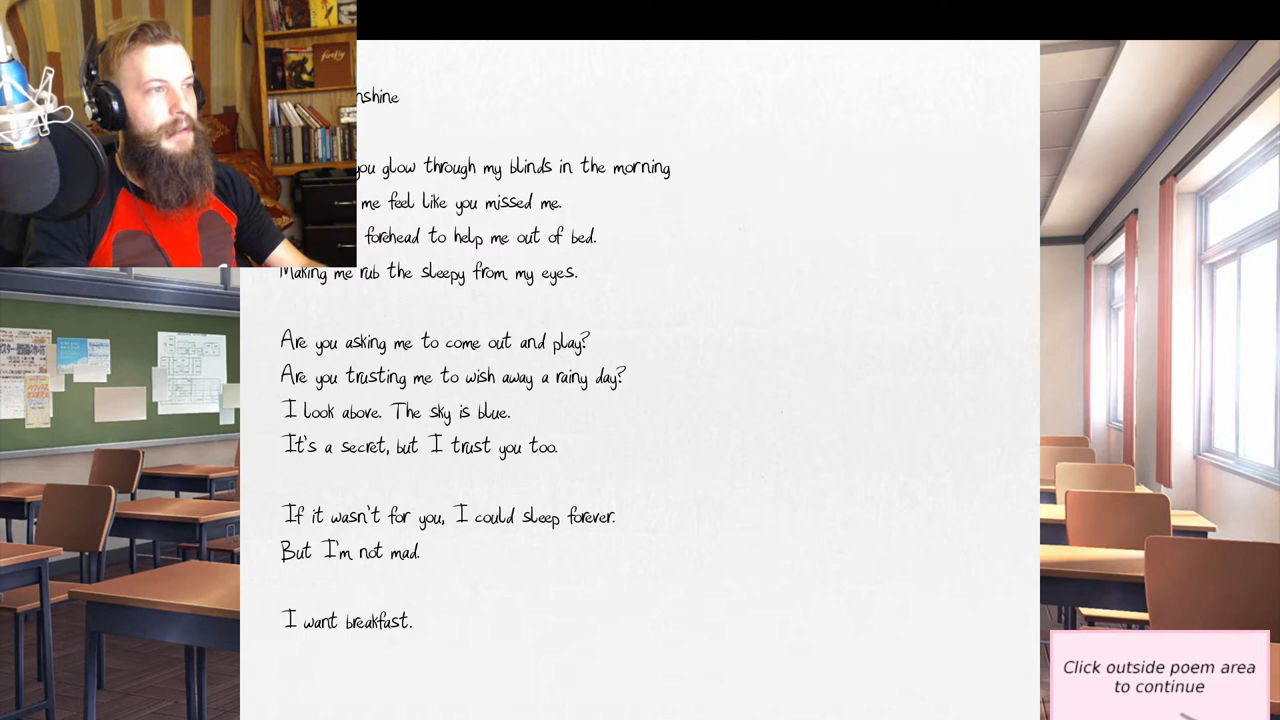 firefly
nshine
you glow through my blinds in the morning
me feel like you missed me.
forehead to help me out of bed.
Making me rub the sleepy from my eyes.
Are you asking me to come out and play?
Are you trusting me to wish away a rainy day?
I look above. The sky is blue.
It's a secret, but I trust you too.
If it wasn't for you, I could sleep forever.
But I'm not mad.
I want breakfast.
Click outside poem area
to continue